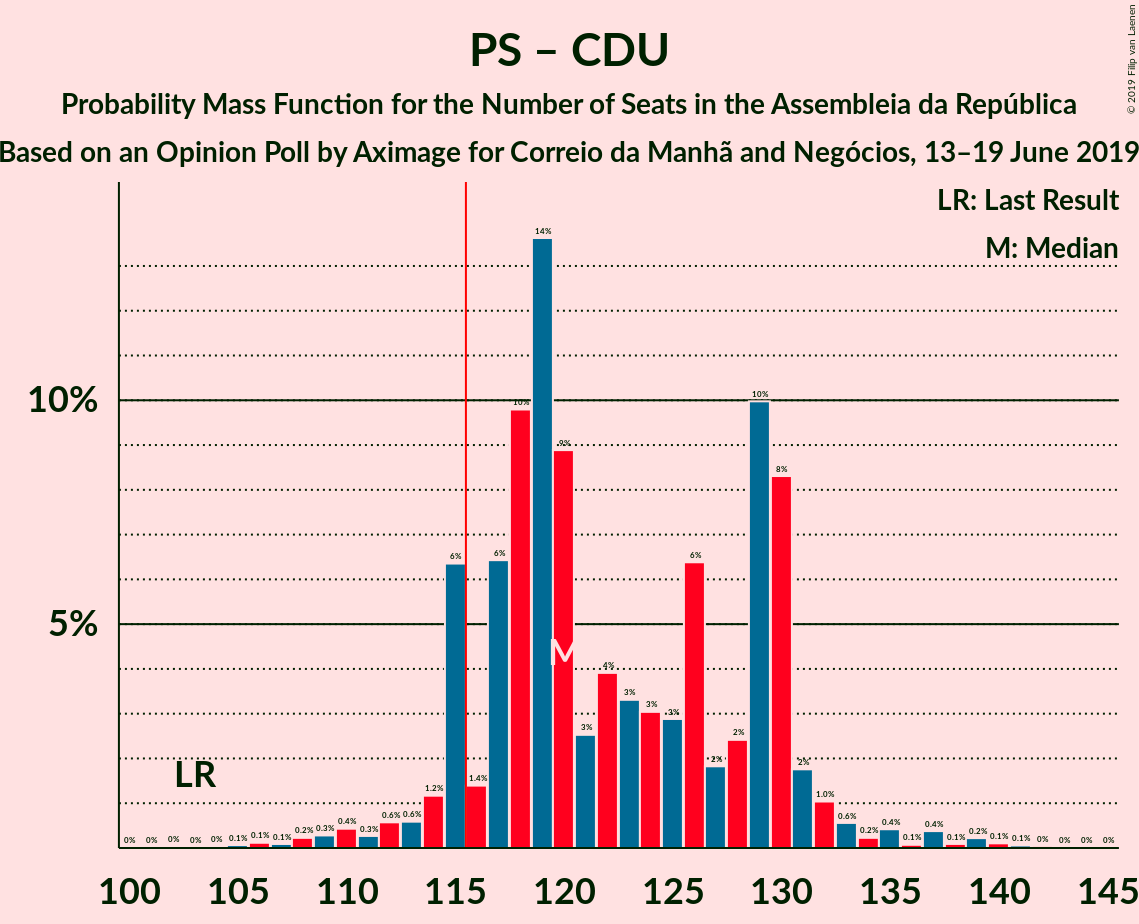 PS – CDU
Probability Mass Function for the Number of Seats in the Assembleia da República
Based on an Opinion Poll by Aximage for Correio da Manhã and Negócios, 13–19 June 2019
© 2019 Filip van Laenen
LR: Last Result
M: Median
10%
5%
LR
M
0% 0% 0% 0% 0% 0.1% 0.1% 0.1% 0.2% 0.3% 0.4% 0.3% 0.6% 0.6% 1.2% 6% 1.4% 6% 10% 14% 9% 3% 4% 3% 3% 3% 6% 2% 2% 10% 8% 2% 1.0% 0.6% 0.2% 0.4% 0.1% 0.4% 0.1% 0.2% 0.1% 0.1% 0% 0% 0% 0%
100 105 110 115 120 125 130 135 140 145